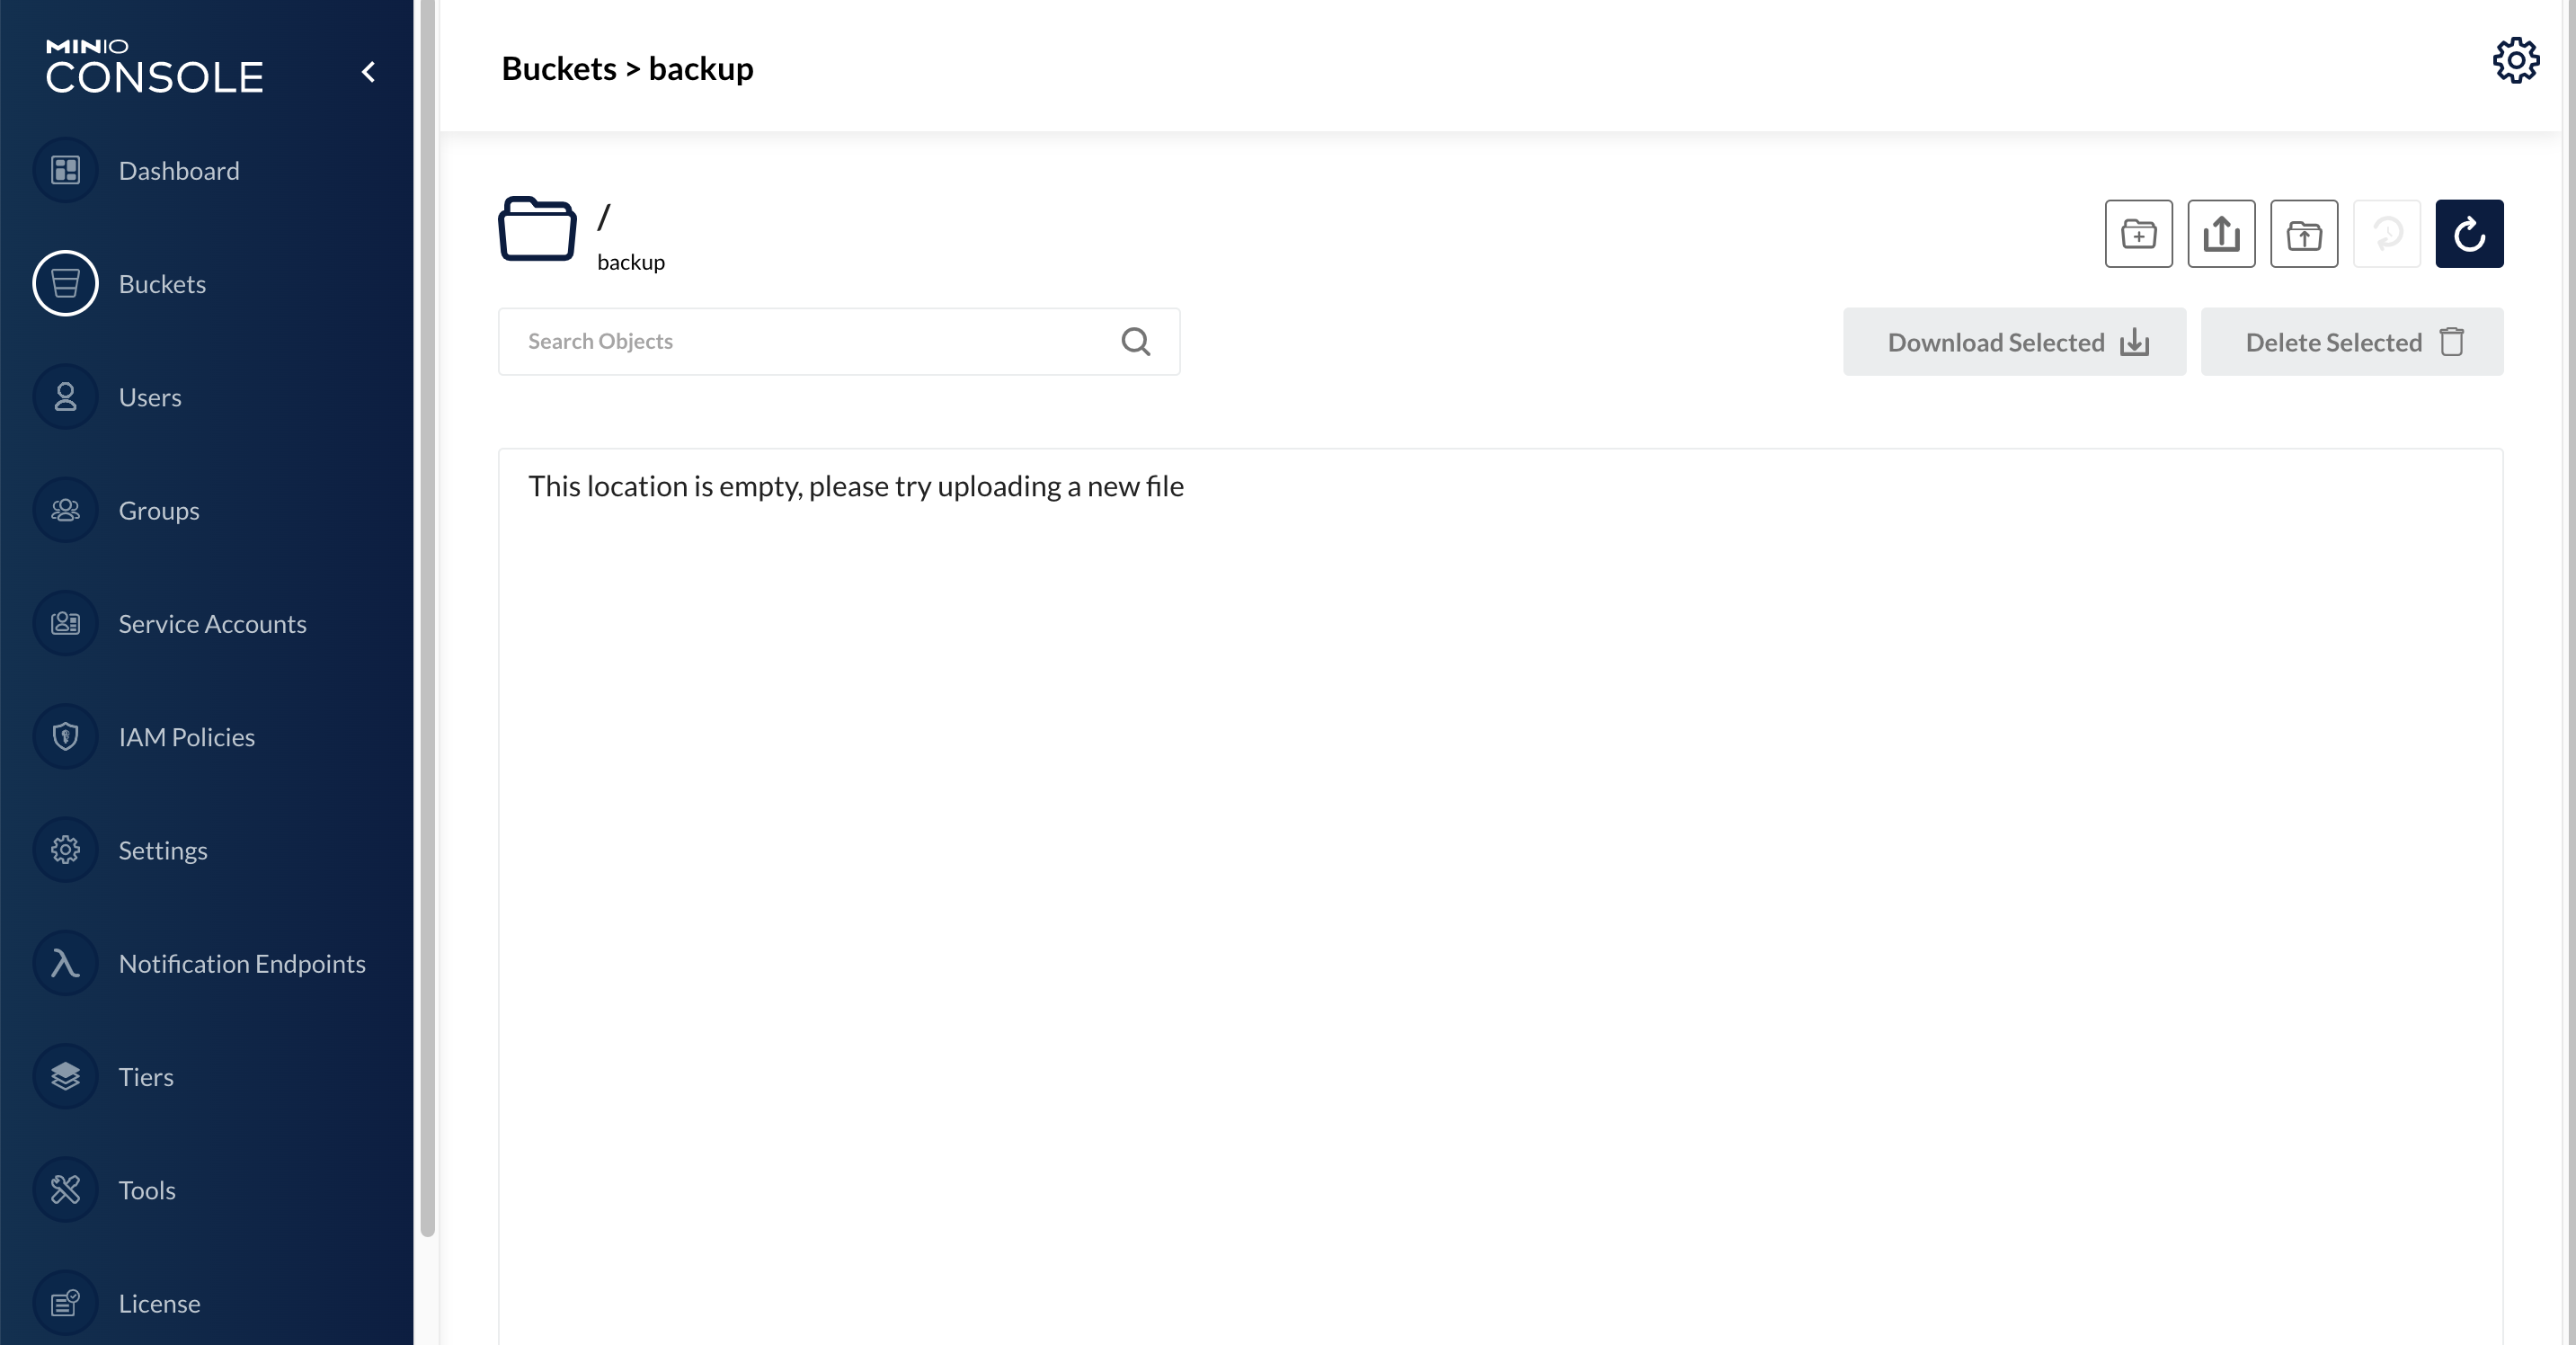 MINIO
CONSOLE
Dashboard
Buckets
Users
Groups
Service Accounts
IAM Policies
Settings
Notification Endpoints
Tiers
Tools
License
Buckets > backup
/
backup
Search Objects
Download Selected
Delete Selected
This location is empty, please try uploading a new file